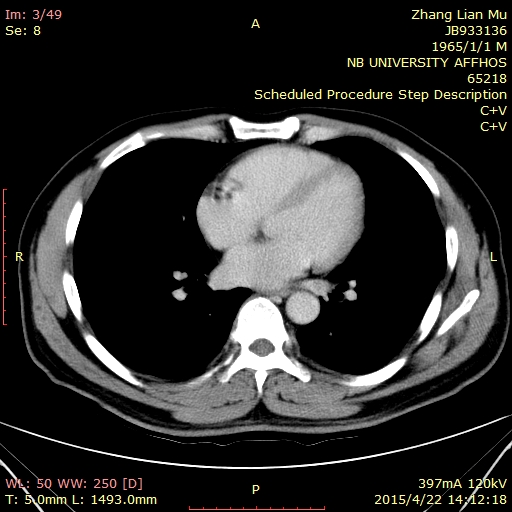 Im: 3/49
Se: 8
A
Zhang Lian Mu
JB933136
1965/1/1 M
NB UNIVERSITY AFFHOS
65218
Scheduled Procedure Step Description
C+V
C+V
R
L
WL: 50 WW: 250 [D]
T: 5.0mm L: 1493.0mm
P
397mA 120kV
2015/4/22 14:12:18